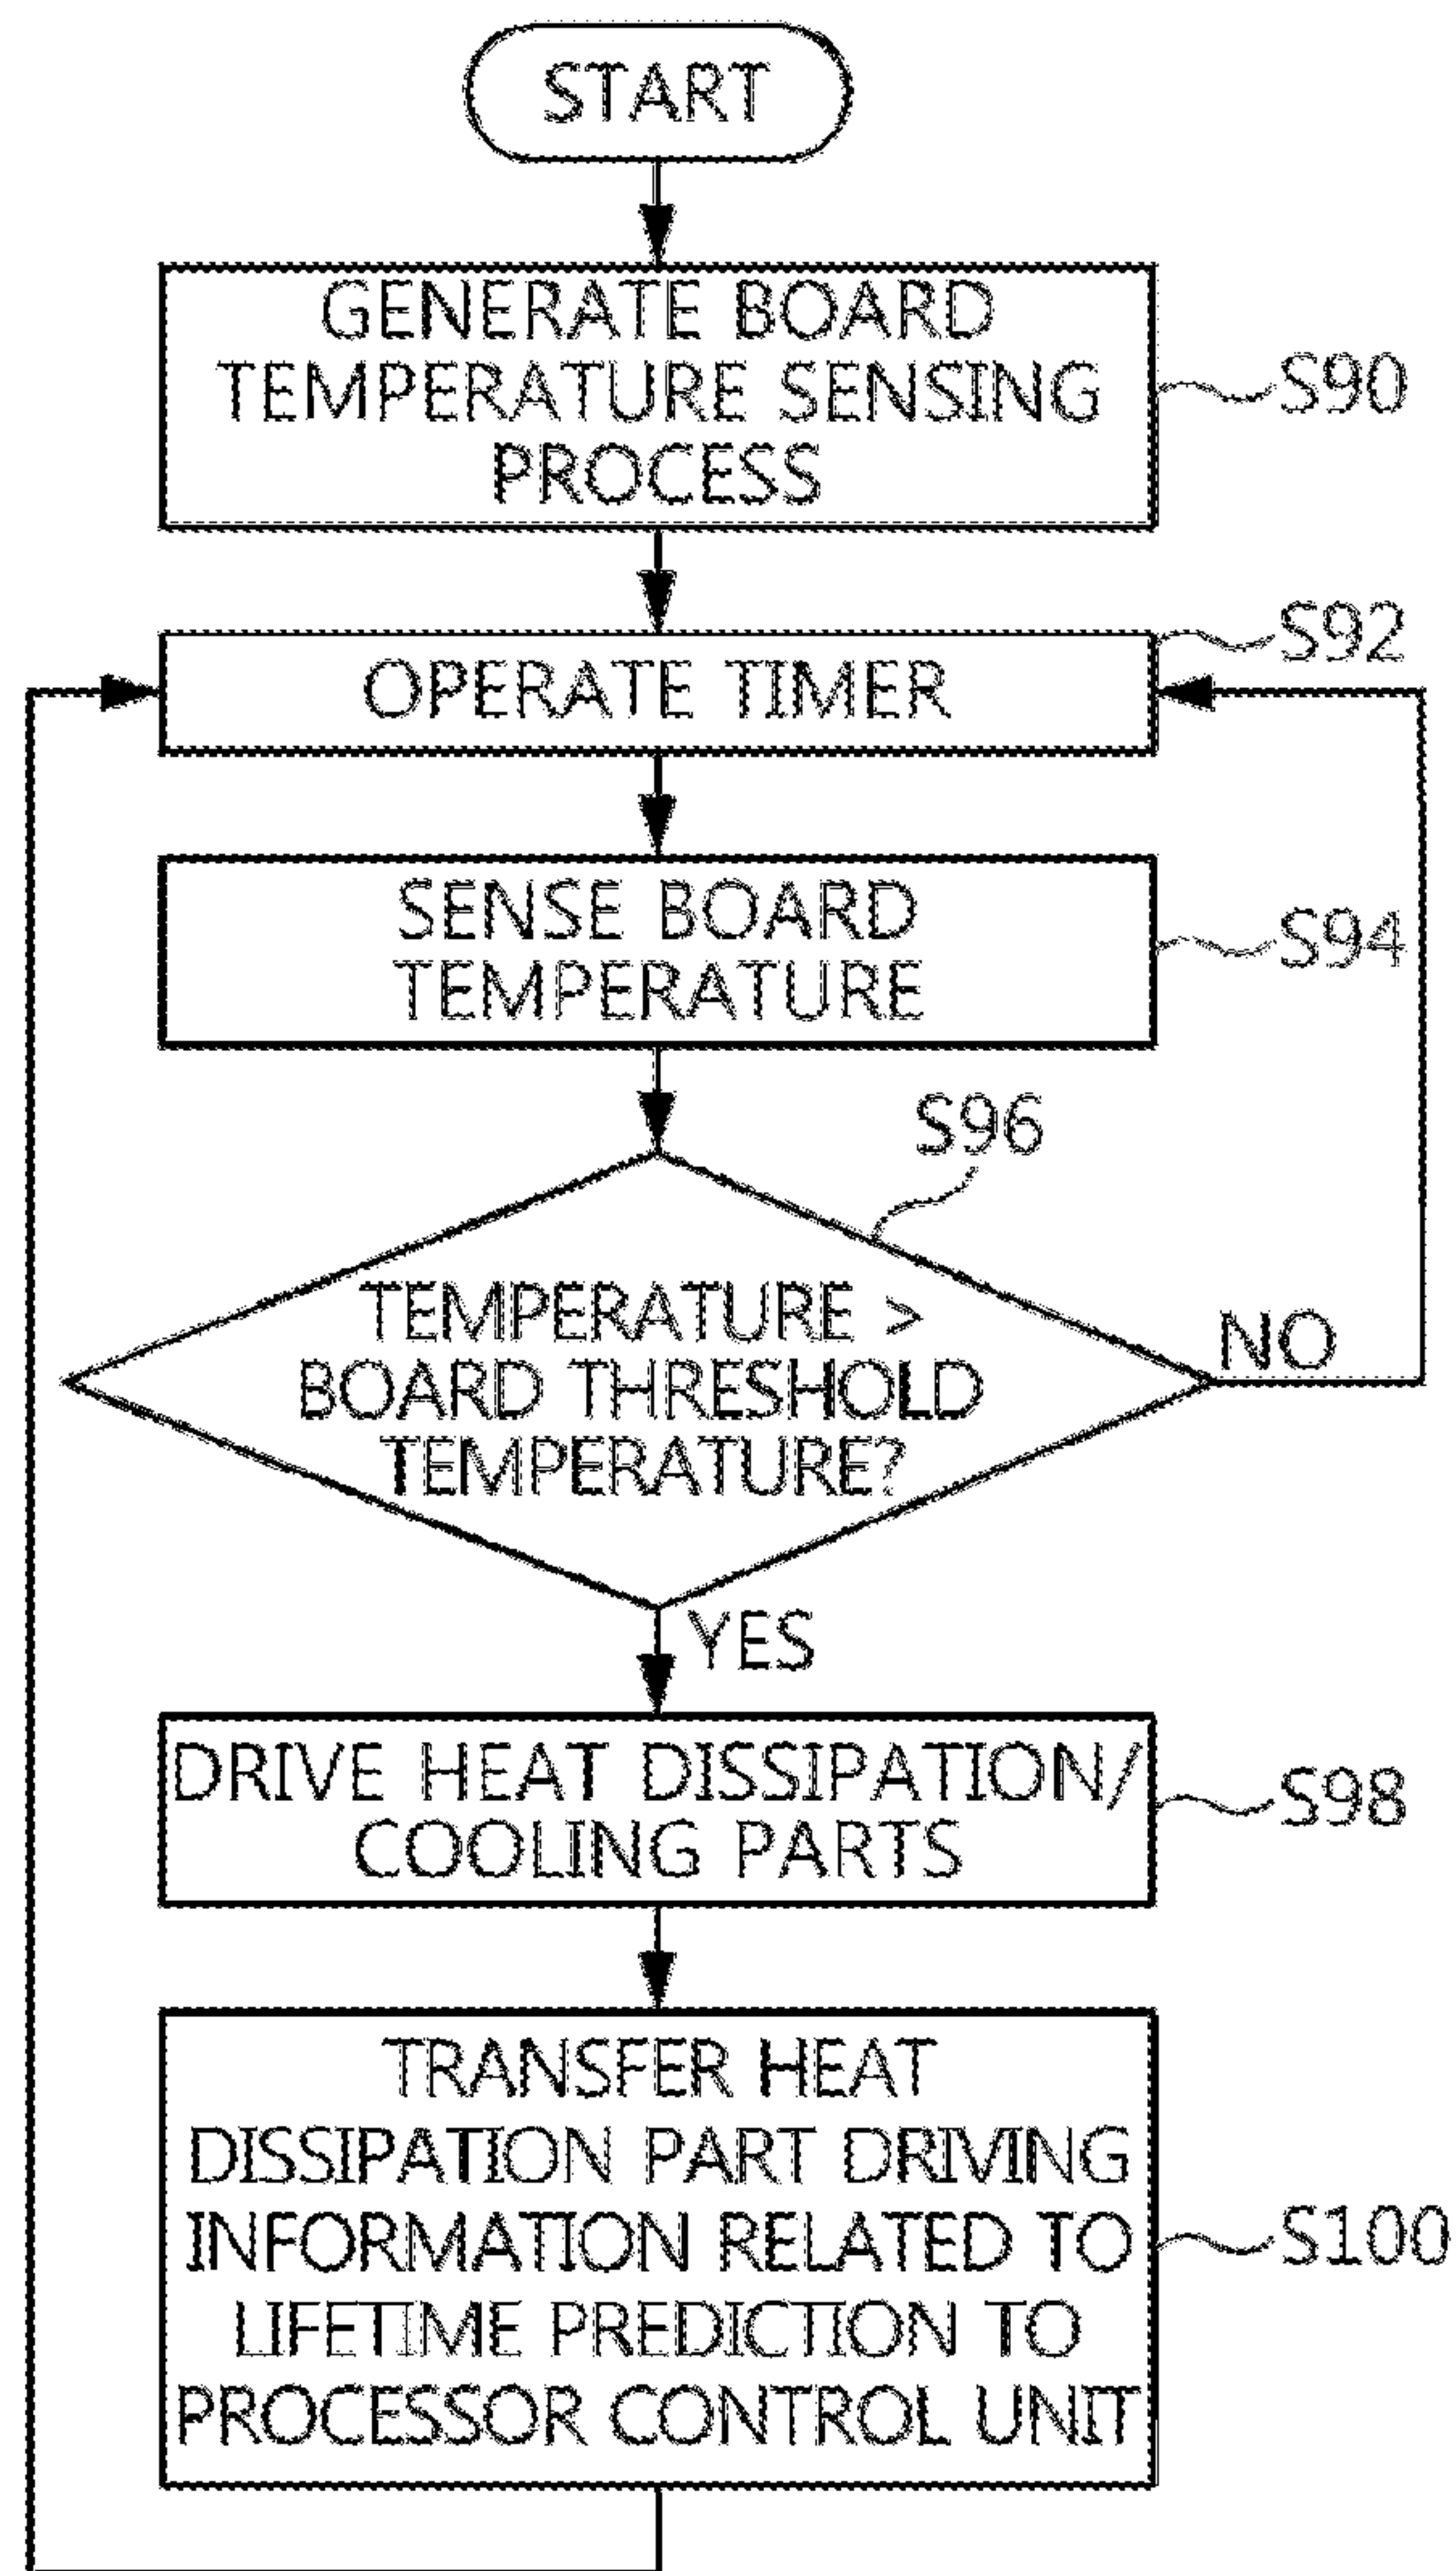 START
GENERATE BOARD
TEMPERATURE SENSING
PROCESS
S90
S92
OPERATE TIMER
SENSE BOARD
TEMPERATURE
S94
S96
TEMPERATURE >
BOARD THRESHOLD
TEMPERATURE?
NO
YES
DRIVE HEAT DISSIPATION/
COOLING PARTS
S98
TRANSFER HEAT
DISSIPATION PART DRIVING
INFORMATION RELATED TO
LIFETIME PREDICTION TO
PROCESSOR CONTROL UNIT
S100